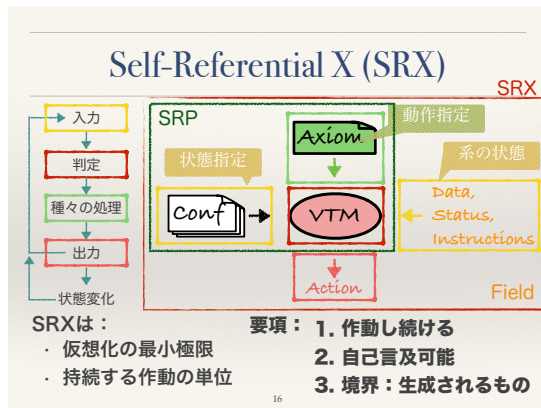 Self-Referential X (SRX)
SRX
入力
判定
種々の処理
出力
状態変化
SRP
Axiom
動作指定
状態指定
系の状態
Conf
VTM
Data,
Status,
Instructions
Action
Field
SRXは：
・ 仮想化の最小極限
・ 持続する作動の単位
要項：
1. 作動し続ける
2. 自己言及可能
3. 境界：生成されるもの
16